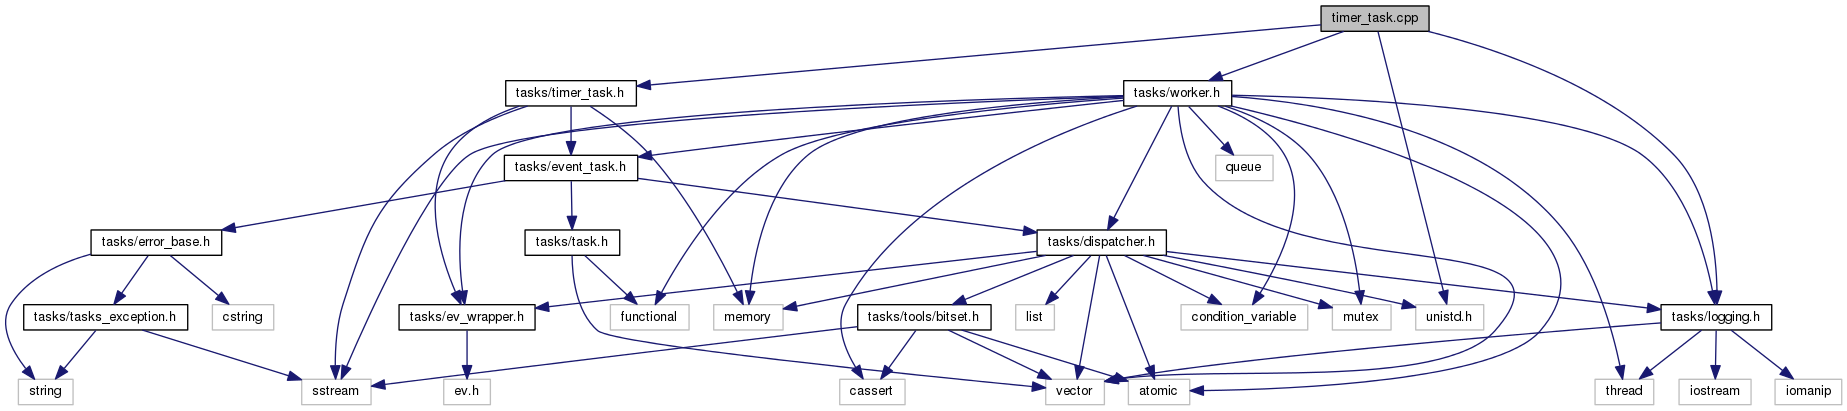 timer_task.cpp
tasks/timer_task.h
tasks/worker.h
tasks/event_task.h
queue
tasks/error_base.h
tasks/task.h
tasks/dispatcher.h
tasks/tasks_exception.h
cstring
tasks/ev_wrapper.h
functional
memory
tasks/tools/bitset.h
list
condition_variable
mutex
unistd.h
tasks/logging.h
string
sstream
ev.h
cassert
vector
atomic
thread
iostream
iomanip